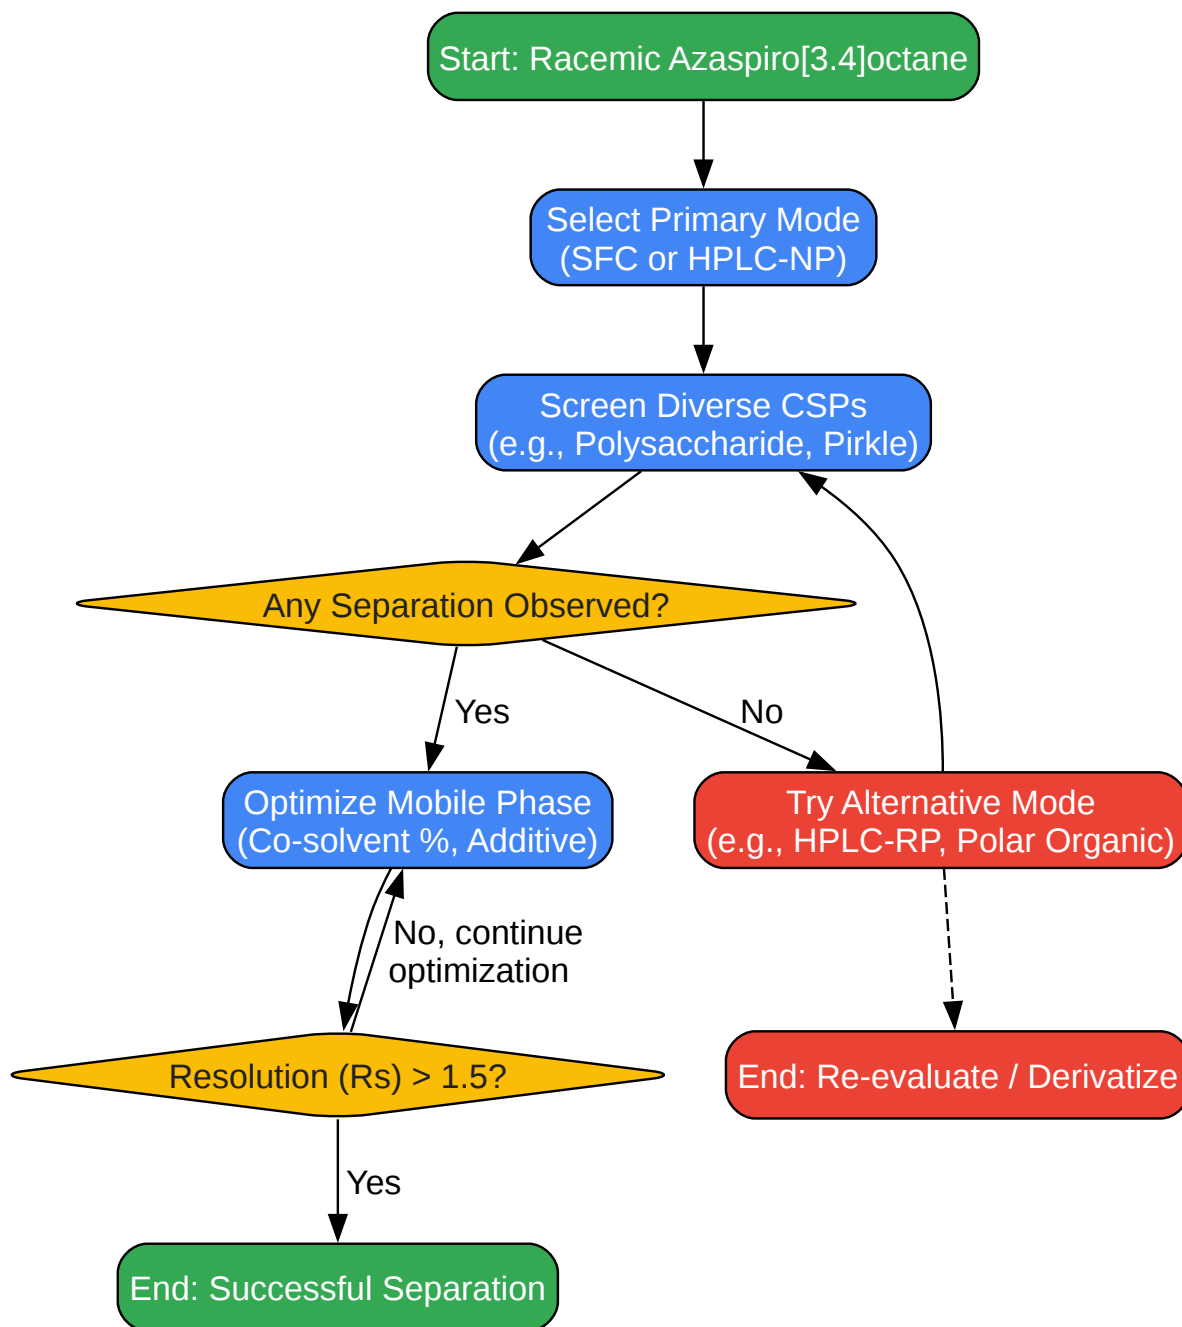 Start: Racemic Azaspiro[3.4]octane
Select Primary Mode
(SFC or HPLC-NP)
Screen Diverse CSPs
(e.g., Polysaccharide, Pirkle)
Any Separation Observed?
Yes
No
Optimize Mobile Phase
(Co-solvent %, Additive)
Try Alternative Mode
(e.g., HPLC-RP, Polar Organic)
No, continue
optimization
Resolution (Rs) > 1.5?
End: Re-evaluate / Derivatize
Yes
End: Successful Separation